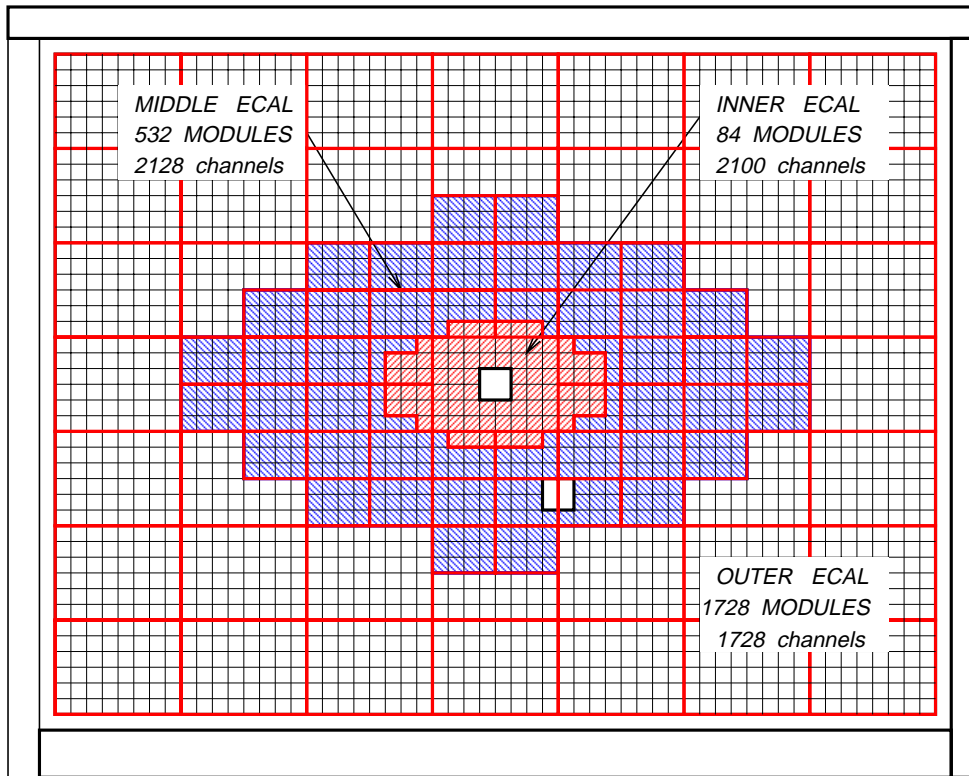 MIDDLE ECAL
532 MODULES
2128 channels
INNER ECAL
84 MODULES
2100 channels
OUTER ECAL
1728 MODULES
1728 channels